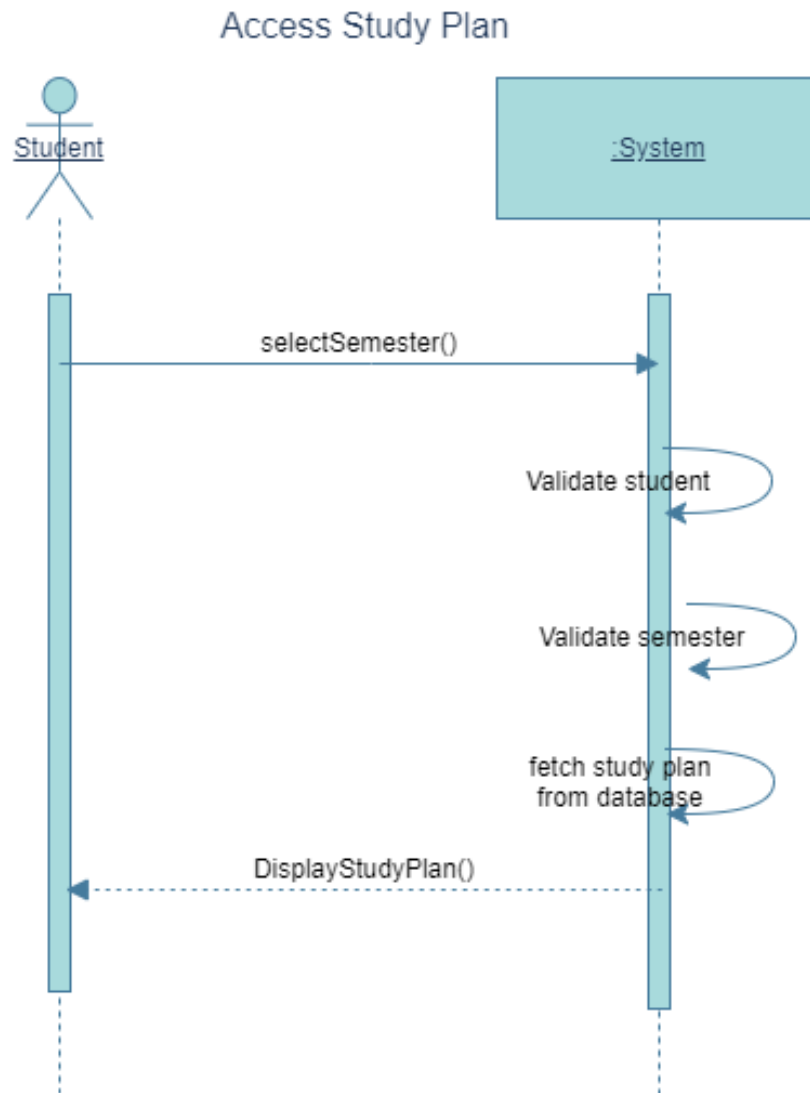 Access Study Plan
Student
:System
selectSemester()
Validate student
Validate semester
fetch study plan
from database
DisplayStudyPlan()